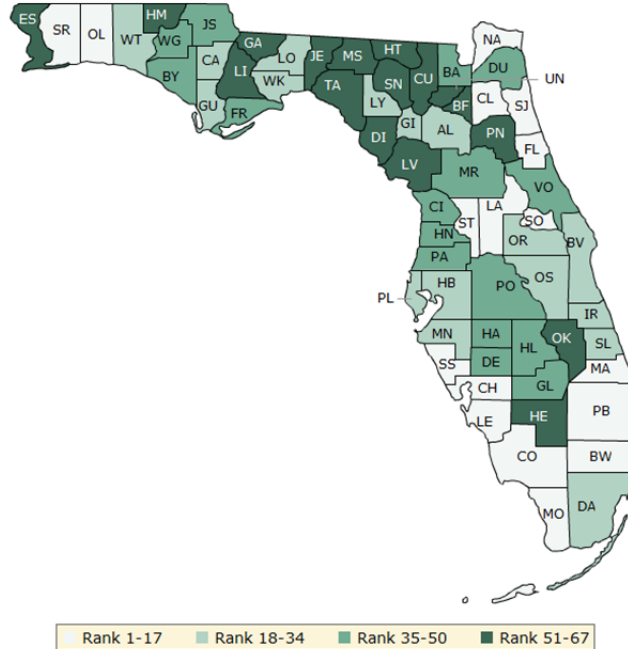 HM
JS
ES
SR
OL
WT
WG
GA
LO
JE
MS
HT
NA
CA
LI
WK
TA
SN
CU
BA
DU
UN
BY
GU
FR
LY
BF
CL
SJ
GI
AL
DI
PN
FL
LV
MR
VO
CI
LA
ST
SO
HN
OR
BV
PA
HB
OS
PO
PL
IR
MN
HA
OK
SL
HL
SS
DE
MA
CH
GL
LE
HE
PB
CO
BW
MO
DA
Rank 1-17 Rank 18-34 Rank 35-50 Rank 51-67